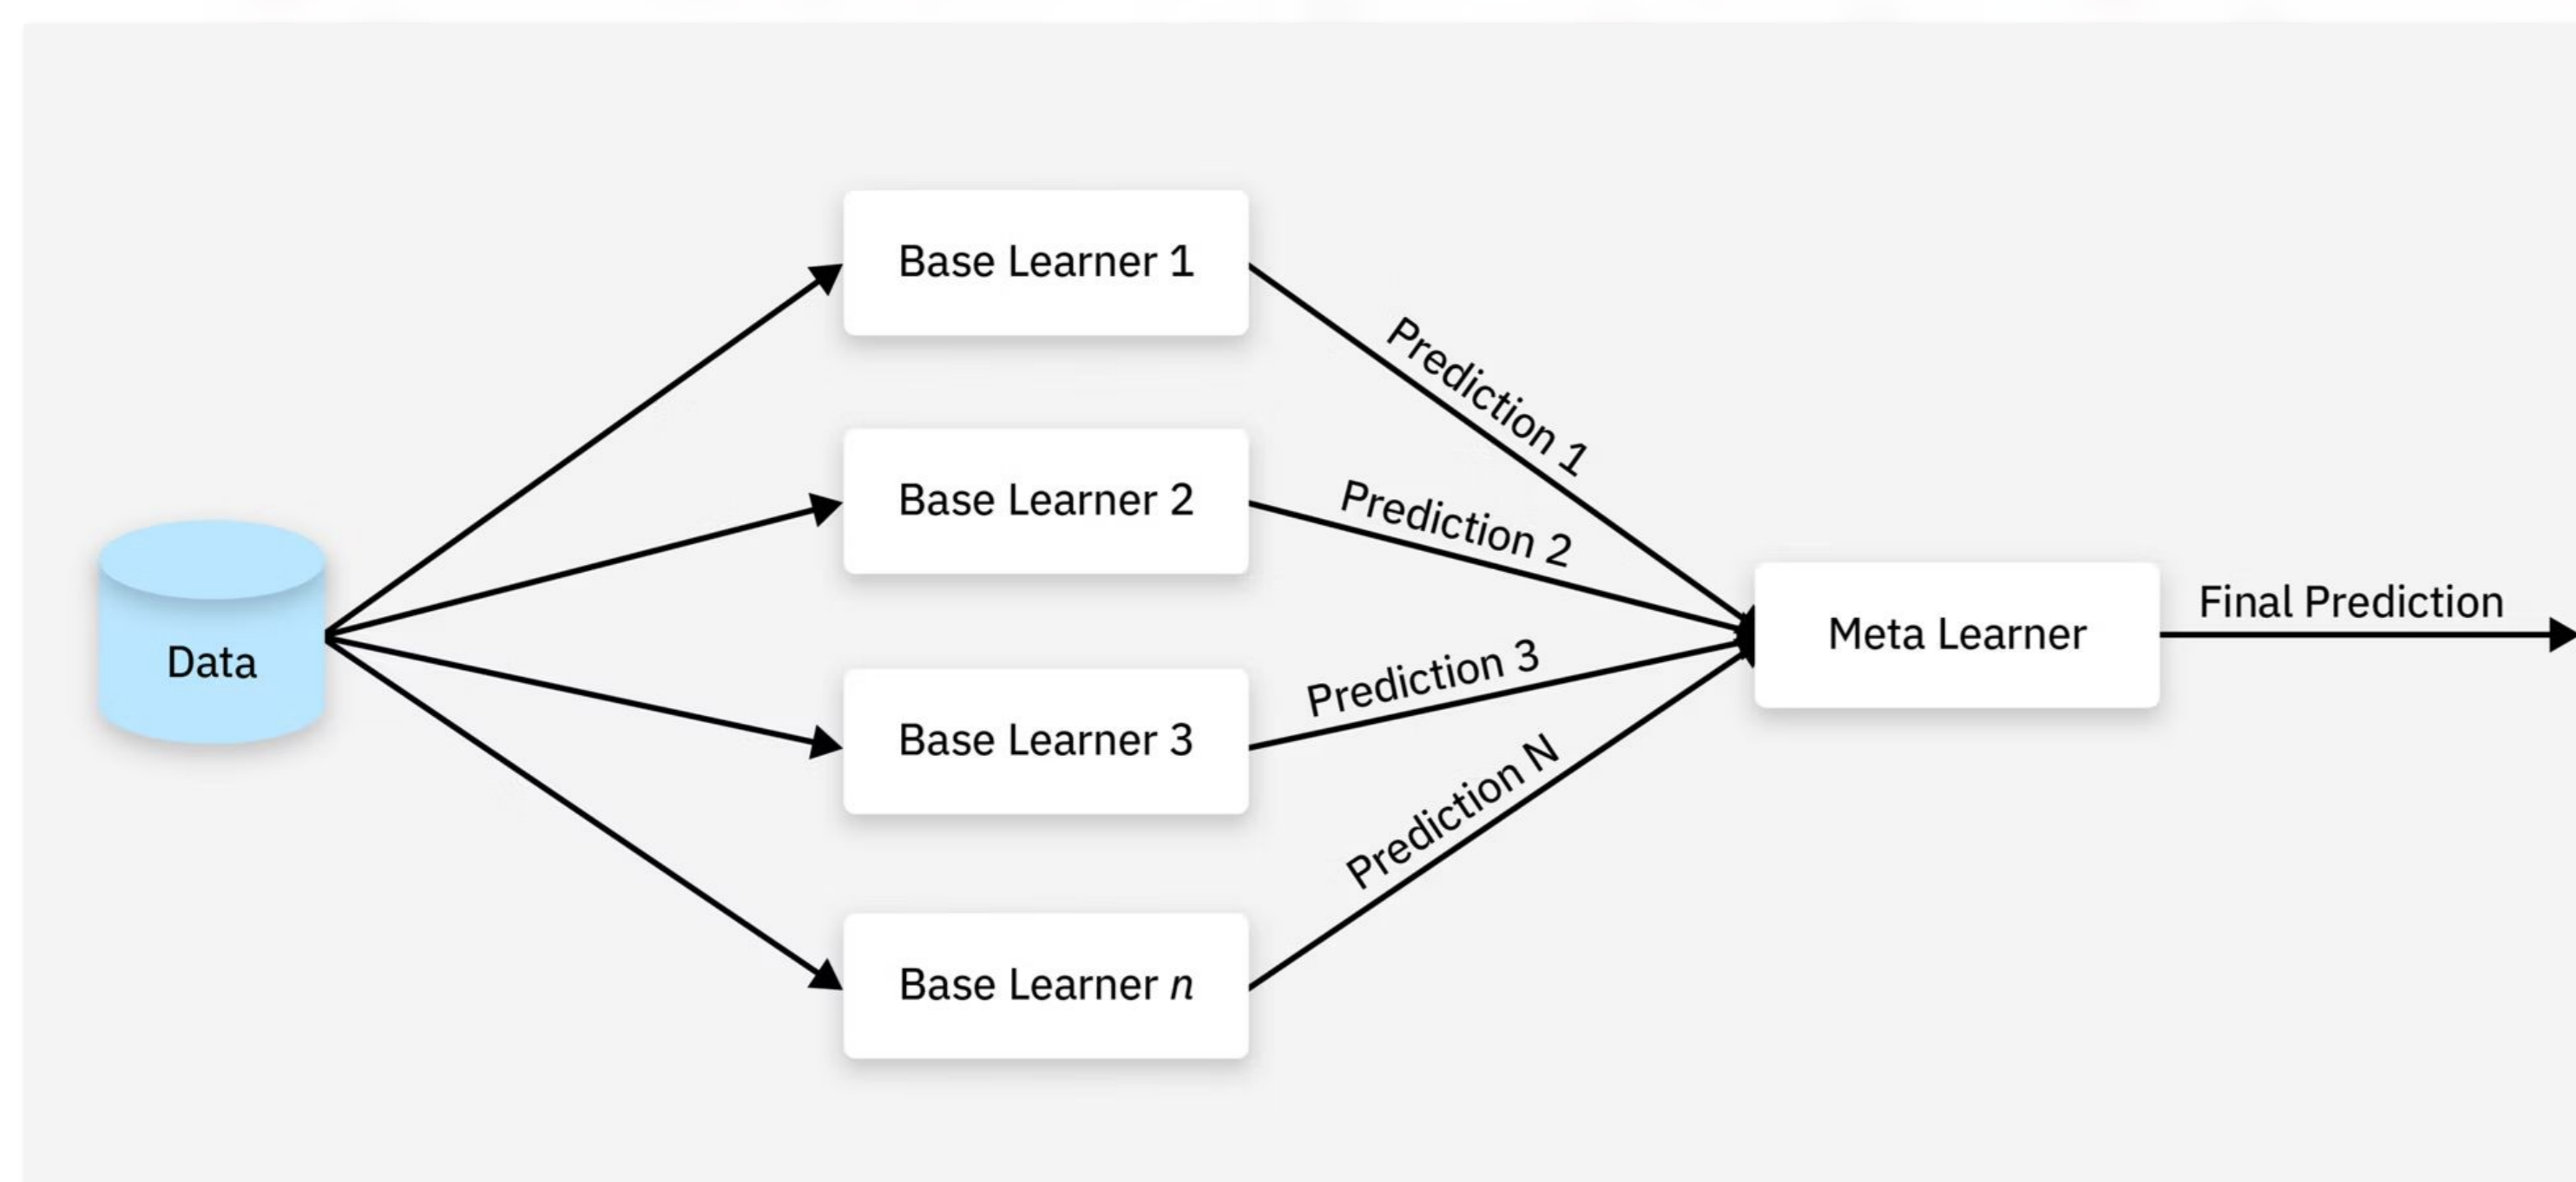 Base Learner 1
Prediction 1
Base Learner 2
Prediction 2
Data
Base Learner 3
Prediction 3
Meta Learner
Final Prediction
Base Learner n
Prediction N